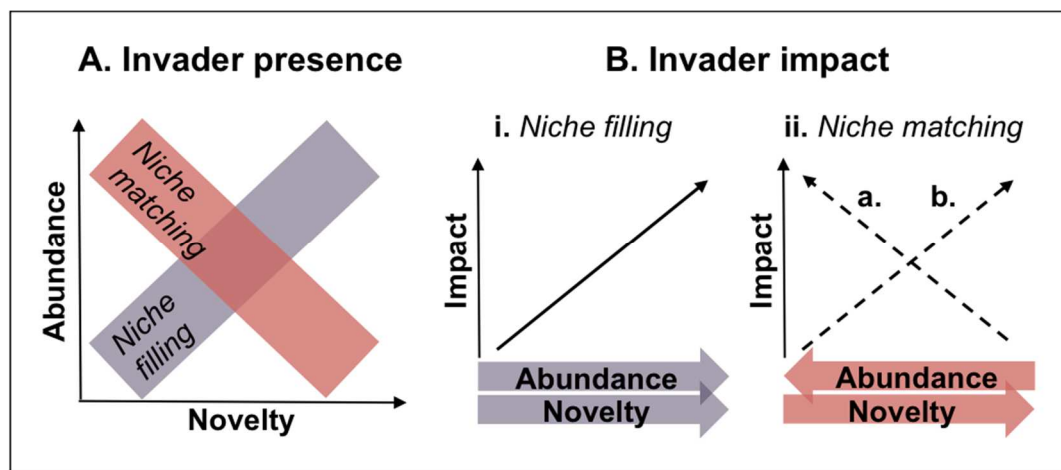 A. Invader presence
Abundance
Niche
matching
Niche
filling
Novelty
B. Invader impact
i. Niche filling
Impact
Abundance
Novelty
ii. Niche matching
Impact
a.
b.
Abundance
Novelty